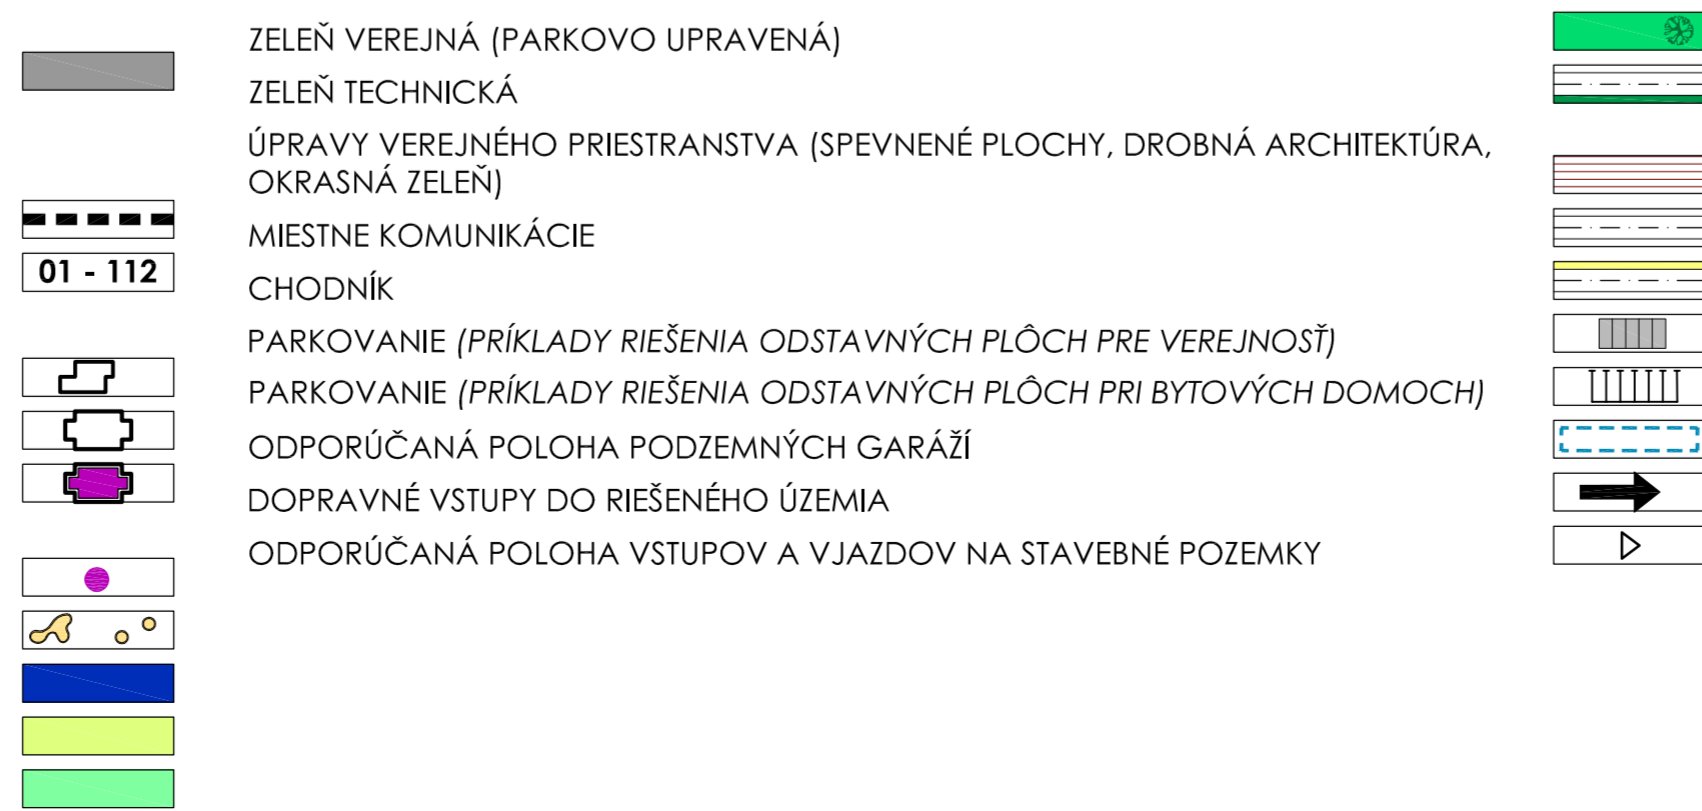 ZELEŇ VEREJNÁ (PARKOVO UPRAVENÁ)
ZELEŇ TECHNICKÁ
ÚPRAVY VEREJNÉHO PRIESTRANSTVA (SPEVNENÉ PLOCHY, DROBNÁ ARCHITEKTÚRA,
OKRASNÁ ZELEŇ)
MIESTNE KOMUNIKÁCIE
01 - 112
CHODNÍK
PARKOVANIE (PRÍKLADY RIEŠENIA ODSTAVNÝCH PLÔCH PRE VEREJNOSŤ)
PARKOVANIE (PRÍKLADY RIEŠENIA ODSTAVNÝCH PLÔCH PRI BYTOVÝCH DOMOCH)
ODPORÚČANÁ POLOHA PODZEMNÝCH GARÁŽÍ
DOPRAVNÉ VSTUPY DO RIEŠENÉHO ÚZEMIA
ODPORÚČANÁ POLOHA VSTUPOV A VJAZDOV NA STAVEBNÉ POZEMKY